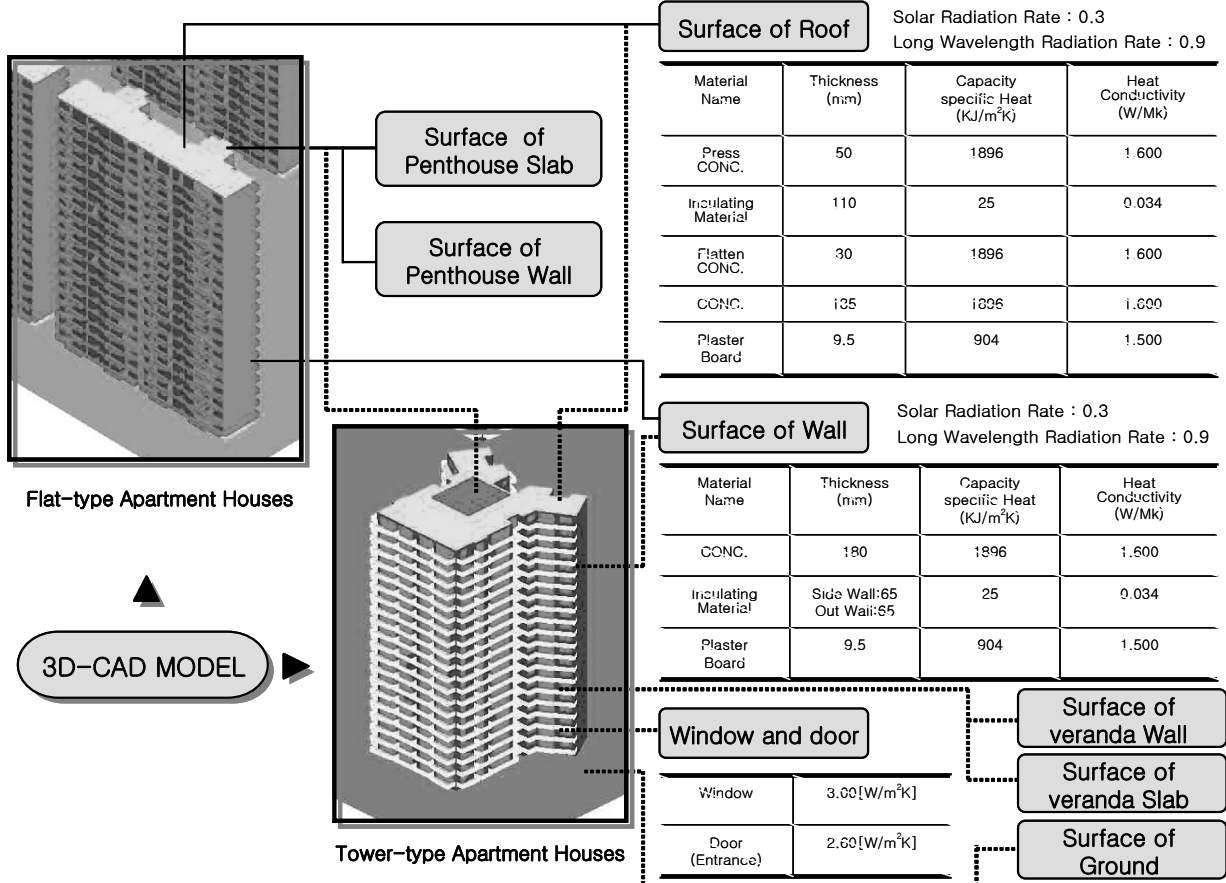 Surface of Roof
Solar Radiation Rate : 0.3
Long Wavelength Radiation Rate : 0.9
Material Name
Thickness (mm)
Capacity specific Heat (KJ/m²K)
Heat Conductivity (W/Mk)
Press CONC. 50 1896 1.600
Insulating Material 110 25 0.034
Flatten CONC. 30 1896 1.600
CONC. 135 1896 1.600
Plaster Board 9.5 904 1.500
Surface of
Penthouse Slab
Surface of
Penthouse Wall
Flat-type Apartment Houses
Surface of Wall
Solar Radiation Rate : 0.3
Long Wavelength Radiation Rate : 0.9
Material Name
Thickness (mm)
Capacity specific Heat (KJ/m²K)
Heat Conductivity (W/Mk)
CONC. 180 1896 1.600
Insulating Material Side Wall:65 Out Wall:65 25 0.034
Plaster Board 9.5 904 1.500
3D-CAD MODEL
Tower-type Apartment Houses
Window and door
Window 3.00[W/m²K]
Door (Entrance) 2.60[W/m²K]
Surface of
veranda Wall
Surface of
veranda Slab
Surface of
Ground